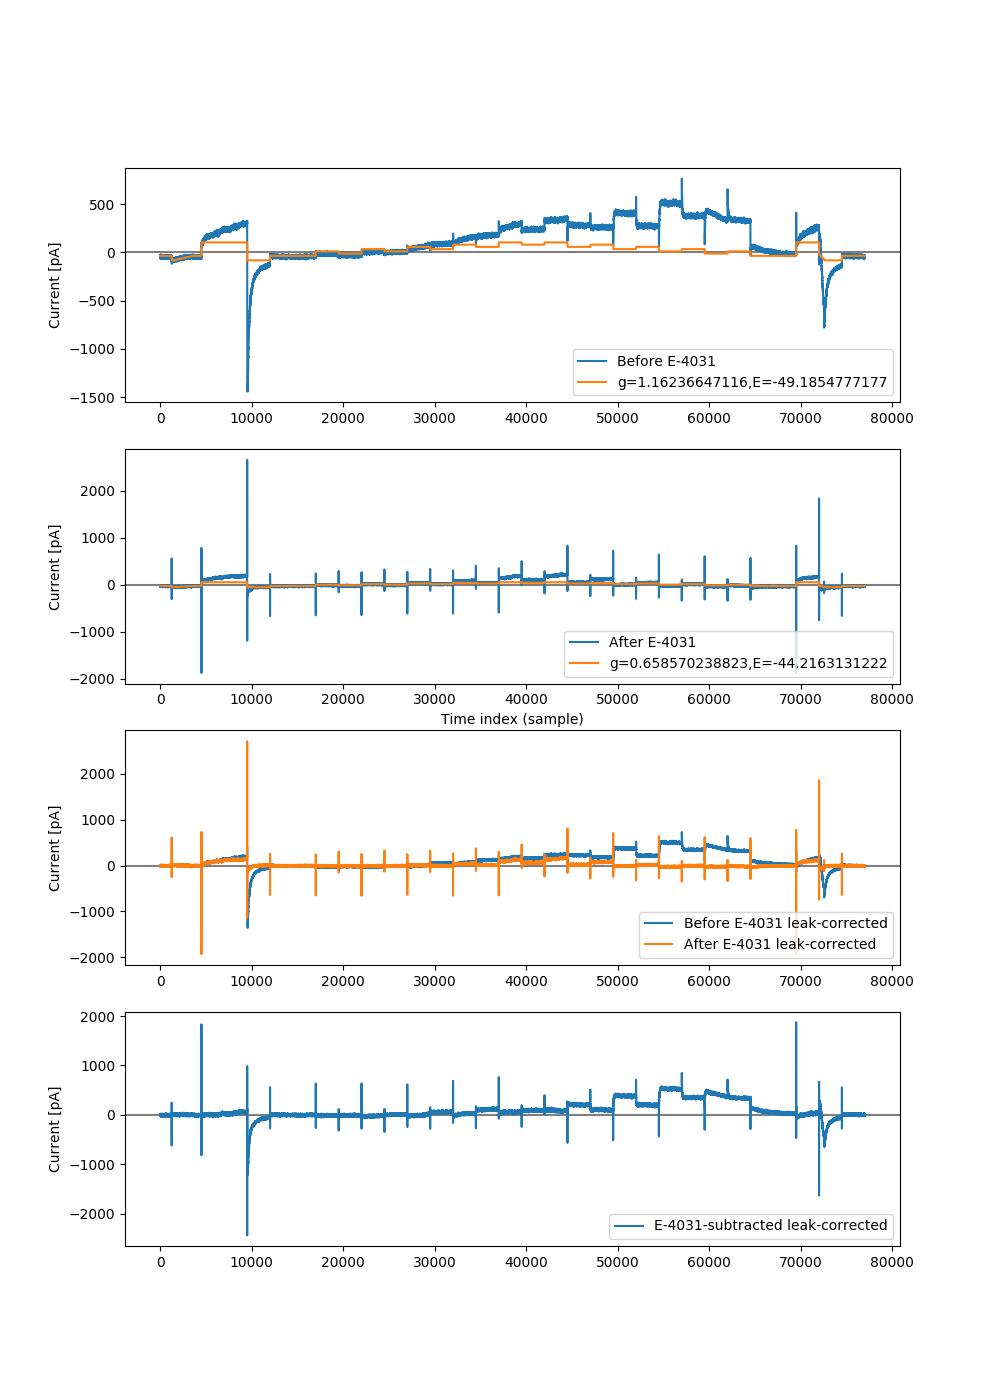 500
0
−500
−1000
−1500
Current [pA]
Before E-4031
g=1.16236647116,E=-49.1854777177
0 10000 20000 30000 40000 50000 60000 70000 80000
2000
1000
0
−1000
−2000
Current [pA]
After E-4031
g=0.658570238823,E=-44.2163131222
0 10000 20000 30000 40000 50000 60000 70000 80000
Time index (sample)
2000
1000
0
−1000
−2000
Current [pA]
Before E-4031 leak-corrected
After E-4031 leak-corrected
0 10000 20000 30000 40000 50000 60000 70000 80000
2000
1000
0
−1000
−2000
Current [pA]
E-4031-subtracted leak-corrected
0 10000 20000 30000 40000 50000 60000 70000 80000